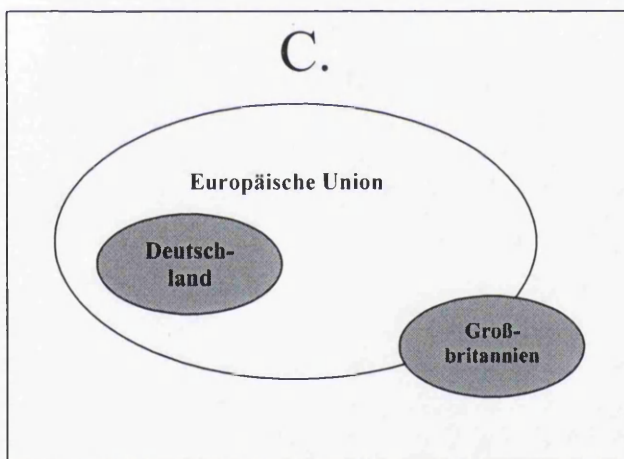 C.
Europäische Union
Deutsch-
land
Groß-
britannien